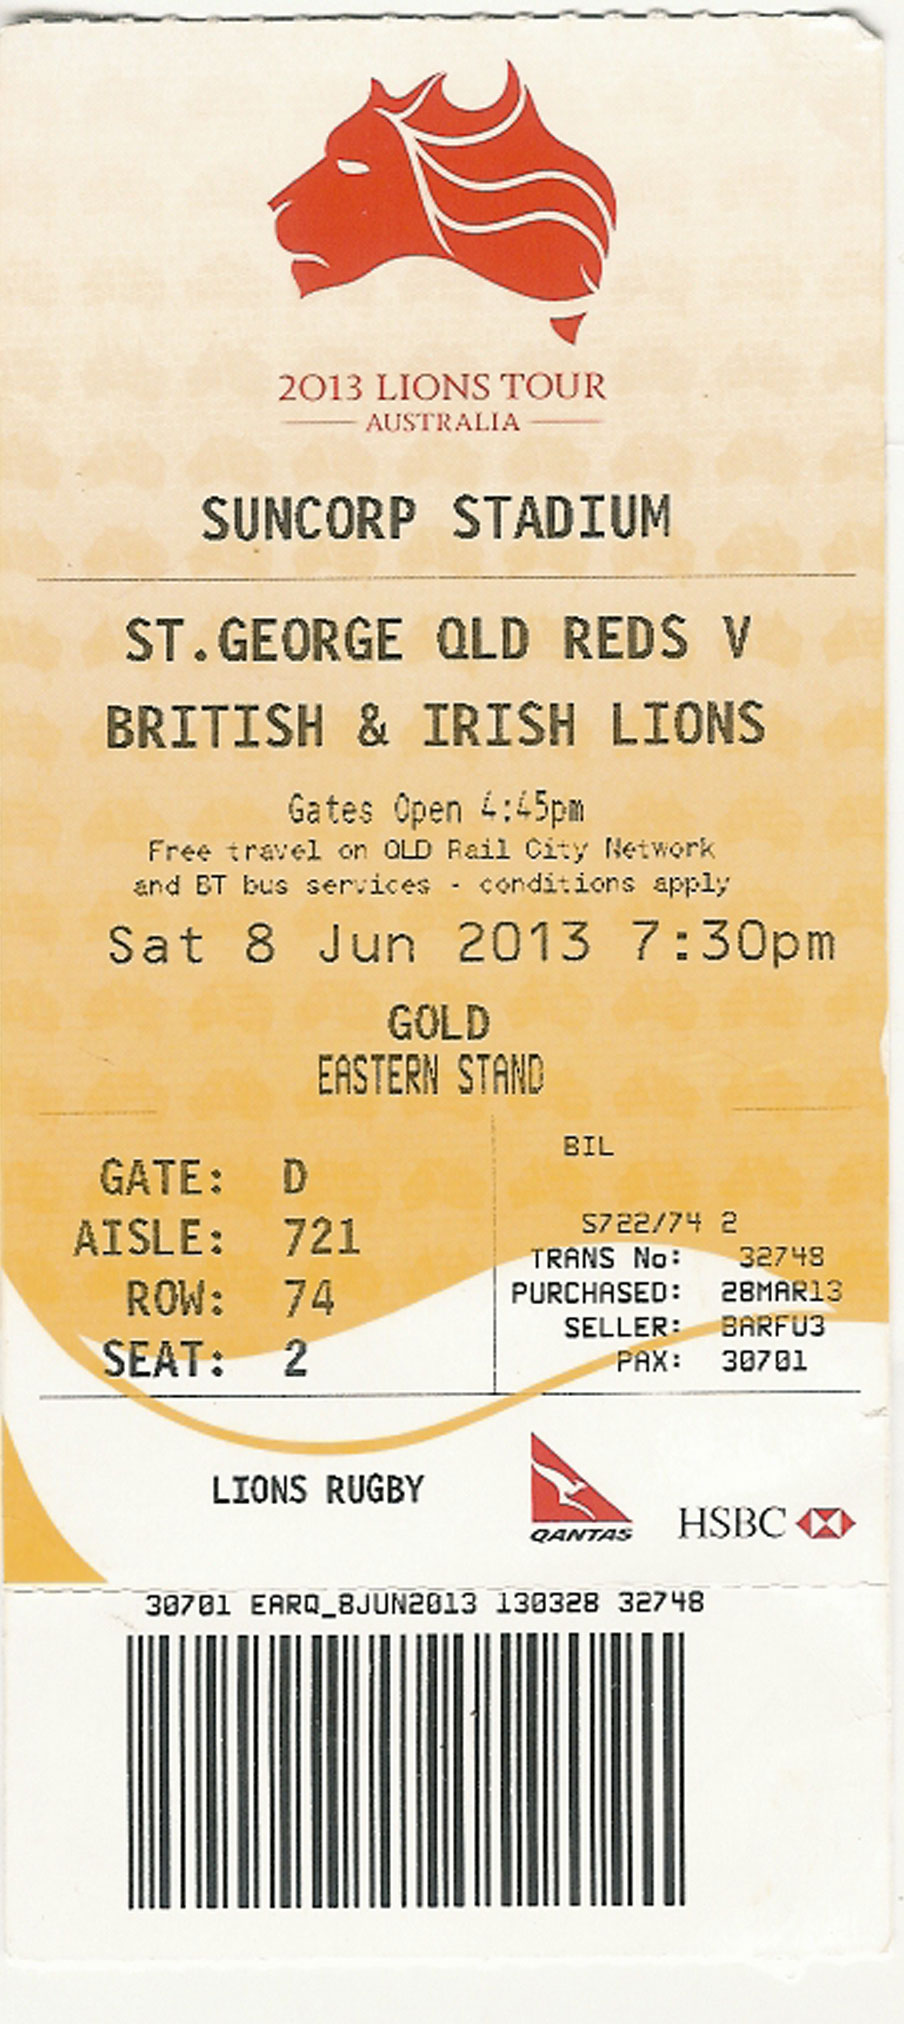 2013 LIONS TOUR
AUSTRALIA
SUNCORP STADIUM
ST.GEORGE QLD REDS V
BRITISH & IRISH LIONS
Gates Open 4:45pm
Free travel on QLD Rail City Network
and BT bus services - conditions apply
Sat 8 Jun 2013 7:30pm
GOLD
EASTERN STAND
GATE: D
AISLE: 721
ROW: 74
SEAT: 2
BIL
S722/74 2
TRANS No: 32748
PURCHASED: 28MAR13
SELLER: BARFU3
PAX: 30701
LIONS RUGBY
QANTAS
HSBC
30701 EARQ_8JUN2013 130328 32748